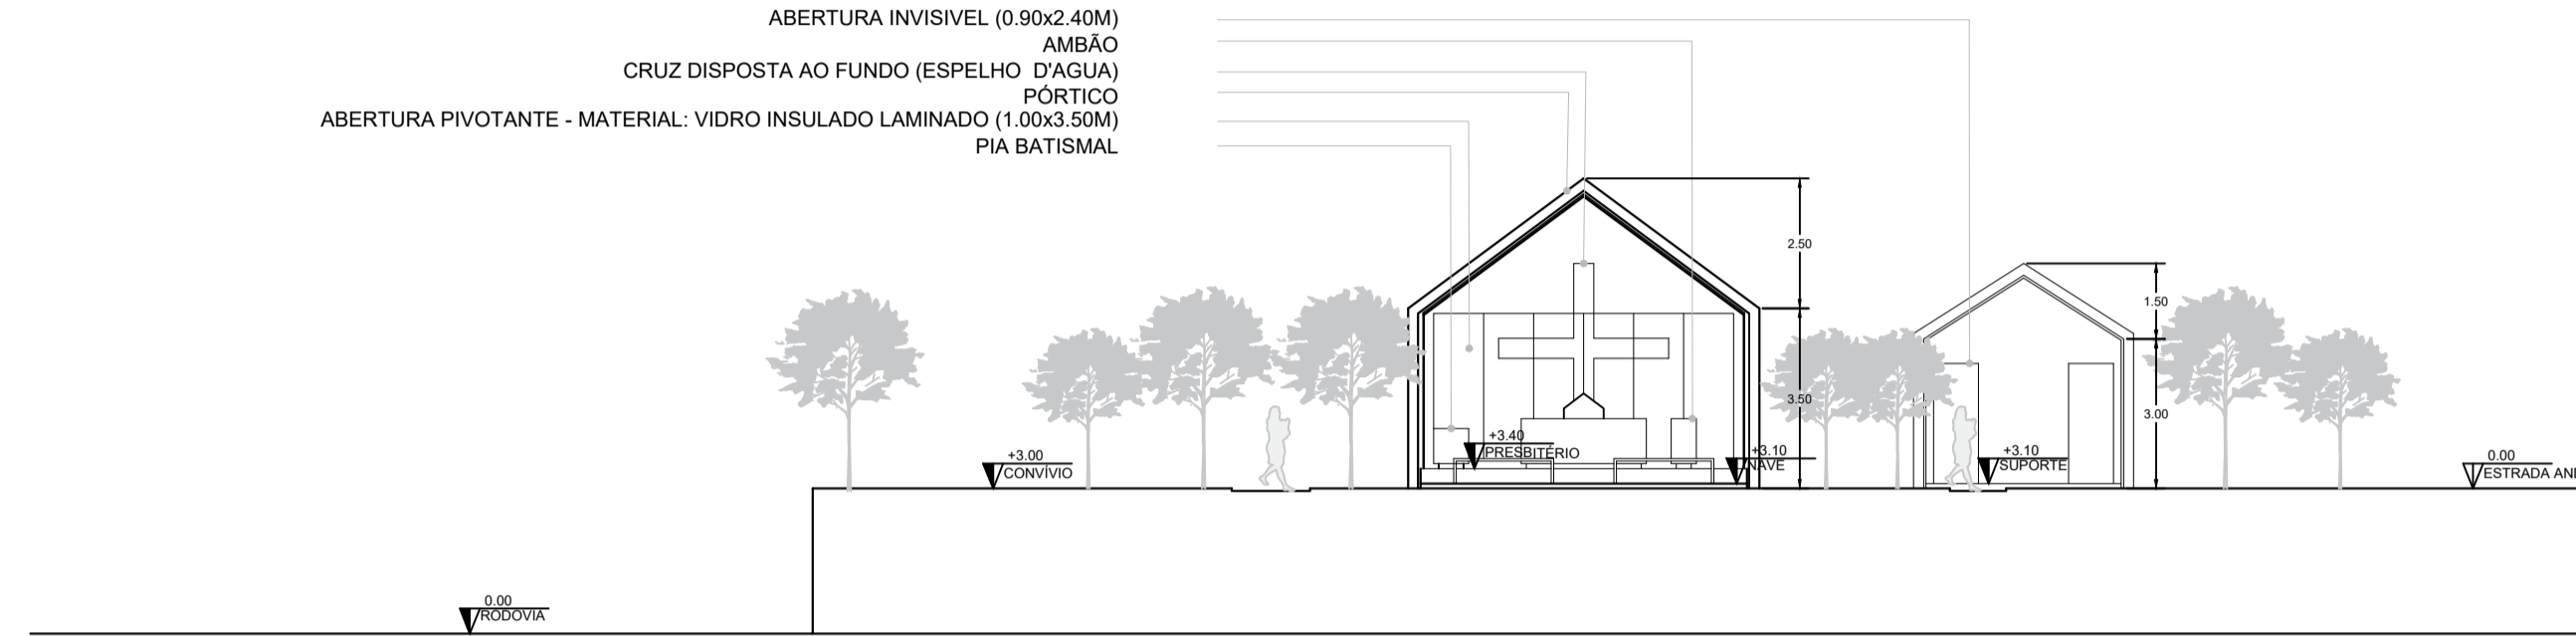 ABERTURA INVISIVEL (0.90x2.40M)
AMBÃO
CRUZ DISPOSTA AO FUNDO (ESPELHO D'AGUA)
PÓRTICO
ABERTURA PIVOTANTE - MATERIAL: VIDRO INSULADO LAMINADO (1.00x3.50M)
PIA BATISMAL
2.50
1.50
3.50
3.00
+3.40
PRESBITÉRIO
+3.10
NAVE
+3.10
SUPORTE
+3.00
CONVÍVIO
0.00
ESTRADA
0.00
RODOVIA